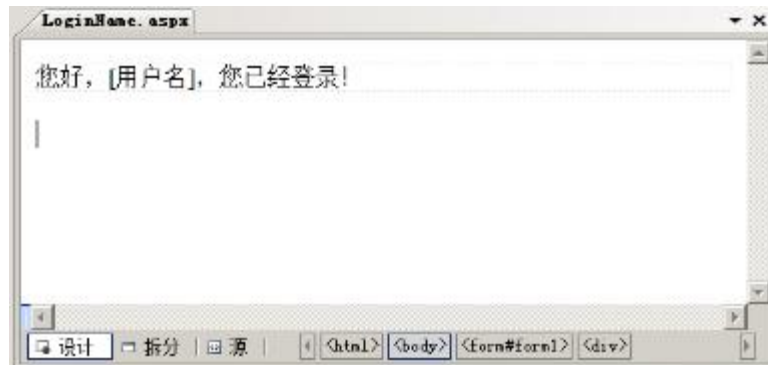 LoginName.aspx
您好，[用户名]，您已经登录！
设计 拆分 源 <html> <body> <form#form1> <div>